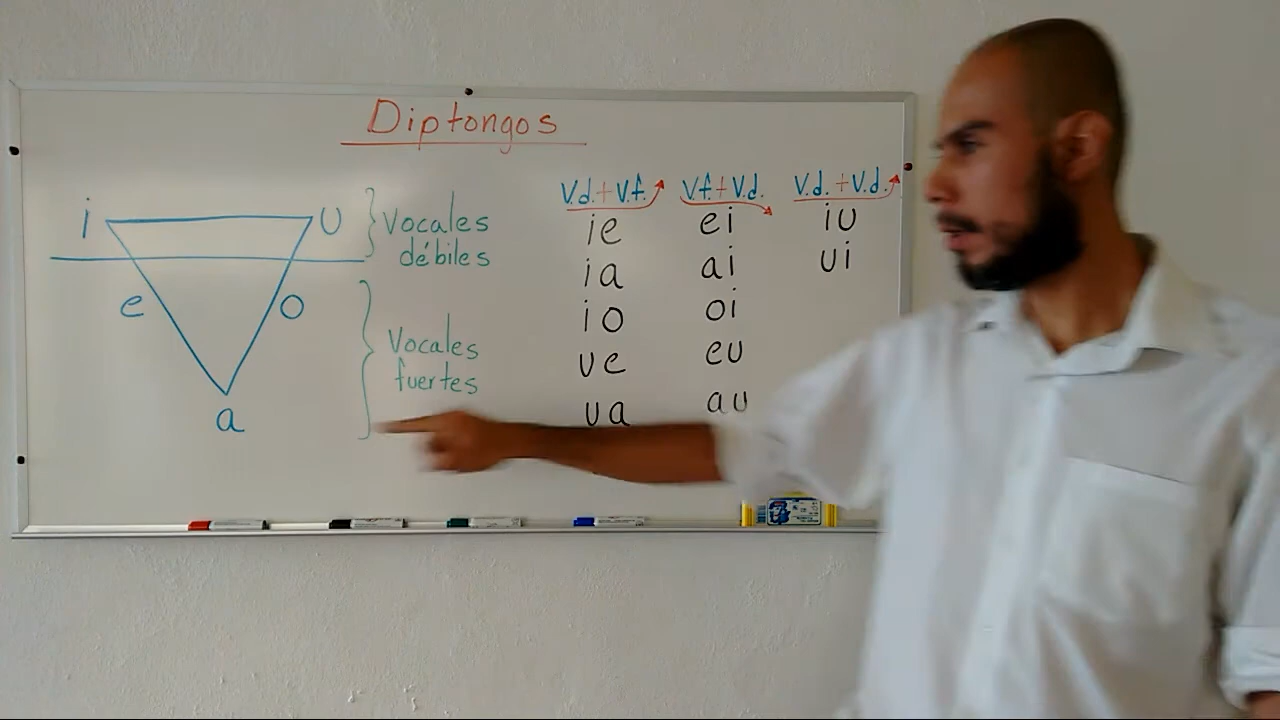 Diptongos
i u
e o
a
Vocales
débiles
Vocales
fuertes
V.d.+V.f. V.f.+V.d. V.d.+V.d.
ie ei iu
ia ai ui
io oi
ue eu
ua au